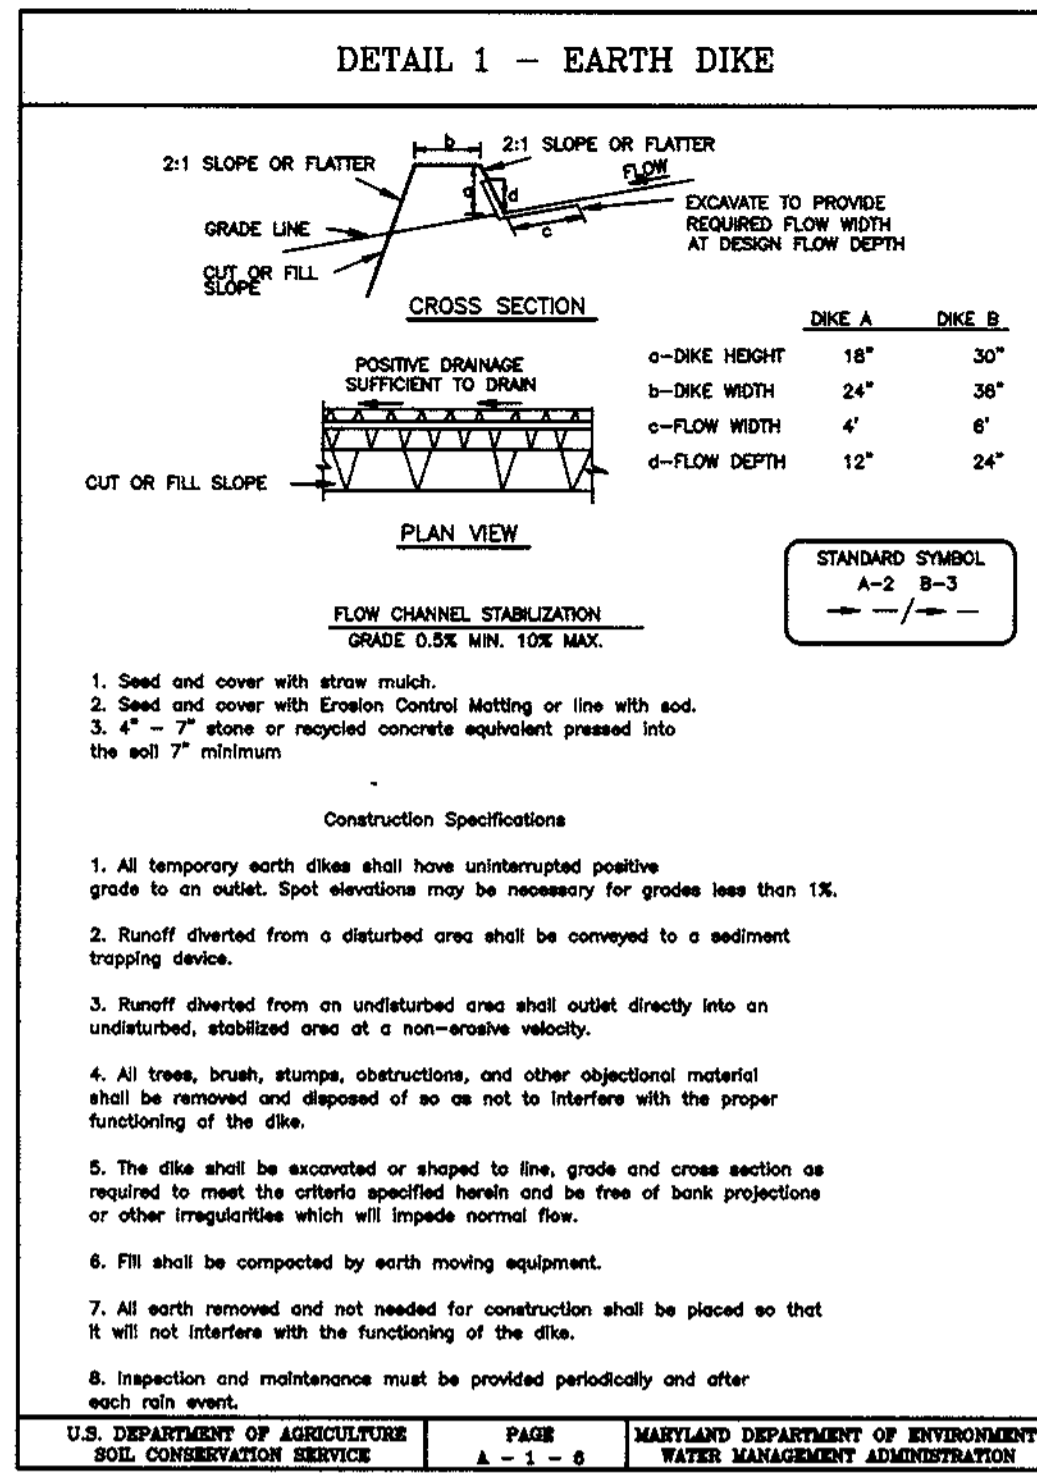 DETAIL 1 – EARTH DIKE
b
2:1 SLOPE OR FLATTER
2:1 SLOPE OR FLATTER
FLOW
a
d
EXCAVATE TO PROVIDE
REQUIRED FLOW WIDTH
AT DESIGN FLOW DEPTH
GRADE LINE
c
CUT OR FILL
SLOPE
CROSS SECTION
DIKE A DIKE B
a-DIKE HEIGHT 18" 30"
b-DIKE WIDTH 24" 36"
c-FLOW WIDTH 4' 6'
d-FLOW DEPTH 12" 24"
POSITIVE DRAINAGE
SUFFICIENT TO DRAIN
CUT OR FILL SLOPE
PLAN VIEW
STANDARD SYMBOL
A-2 B-3
/
FLOW CHANNEL STABILIZATION
GRADE 0.5% MIN. 10% MAX.
1. Seed and cover with straw mulch.
2. Seed and cover with Erosion Control Matting or line with sod.
3. 4" – 7" stone or recycled concrete equivalent pressed into
the soil 7" minimum
Construction Specifications
1. All temporary earth dikes shall have uninterrupted positive
grade to an outlet. Spot elevations may be necessary for grades less than 1%.
2. Runoff diverted from a disturbed area shall be conveyed to a sediment
trapping device.
3. Runoff diverted from an undisturbed area shall outlet directly into an
undisturbed, stabilized area at a non-erosive velocity.
4. All trees, brush, stumps, obstructions, and other objectional material
shall be removed and disposed of so as not to interfere with the proper
functioning of the dike.
5. The dike shall be excavated or shaped to line, grade and cross section as
required to meet the criteria specified herein and be free of bank projections
or other irregularities which will impede normal flow.
6. Fill shall be compacted by earth moving equipment.
7. All earth removed and not needed for construction shall be placed so that
it will not interfere with the functioning of the dike.
8. Inspection and maintenance must be provided periodically and after
each rain event.
U.S. DEPARTMENT OF AGRICULTURE
SOIL CONSERVATION SERVICE
PAGE
A - 1 - 6
MARYLAND DEPARTMENT OF ENVIRONMENT
WATER MANAGEMENT ADMINISTRATION